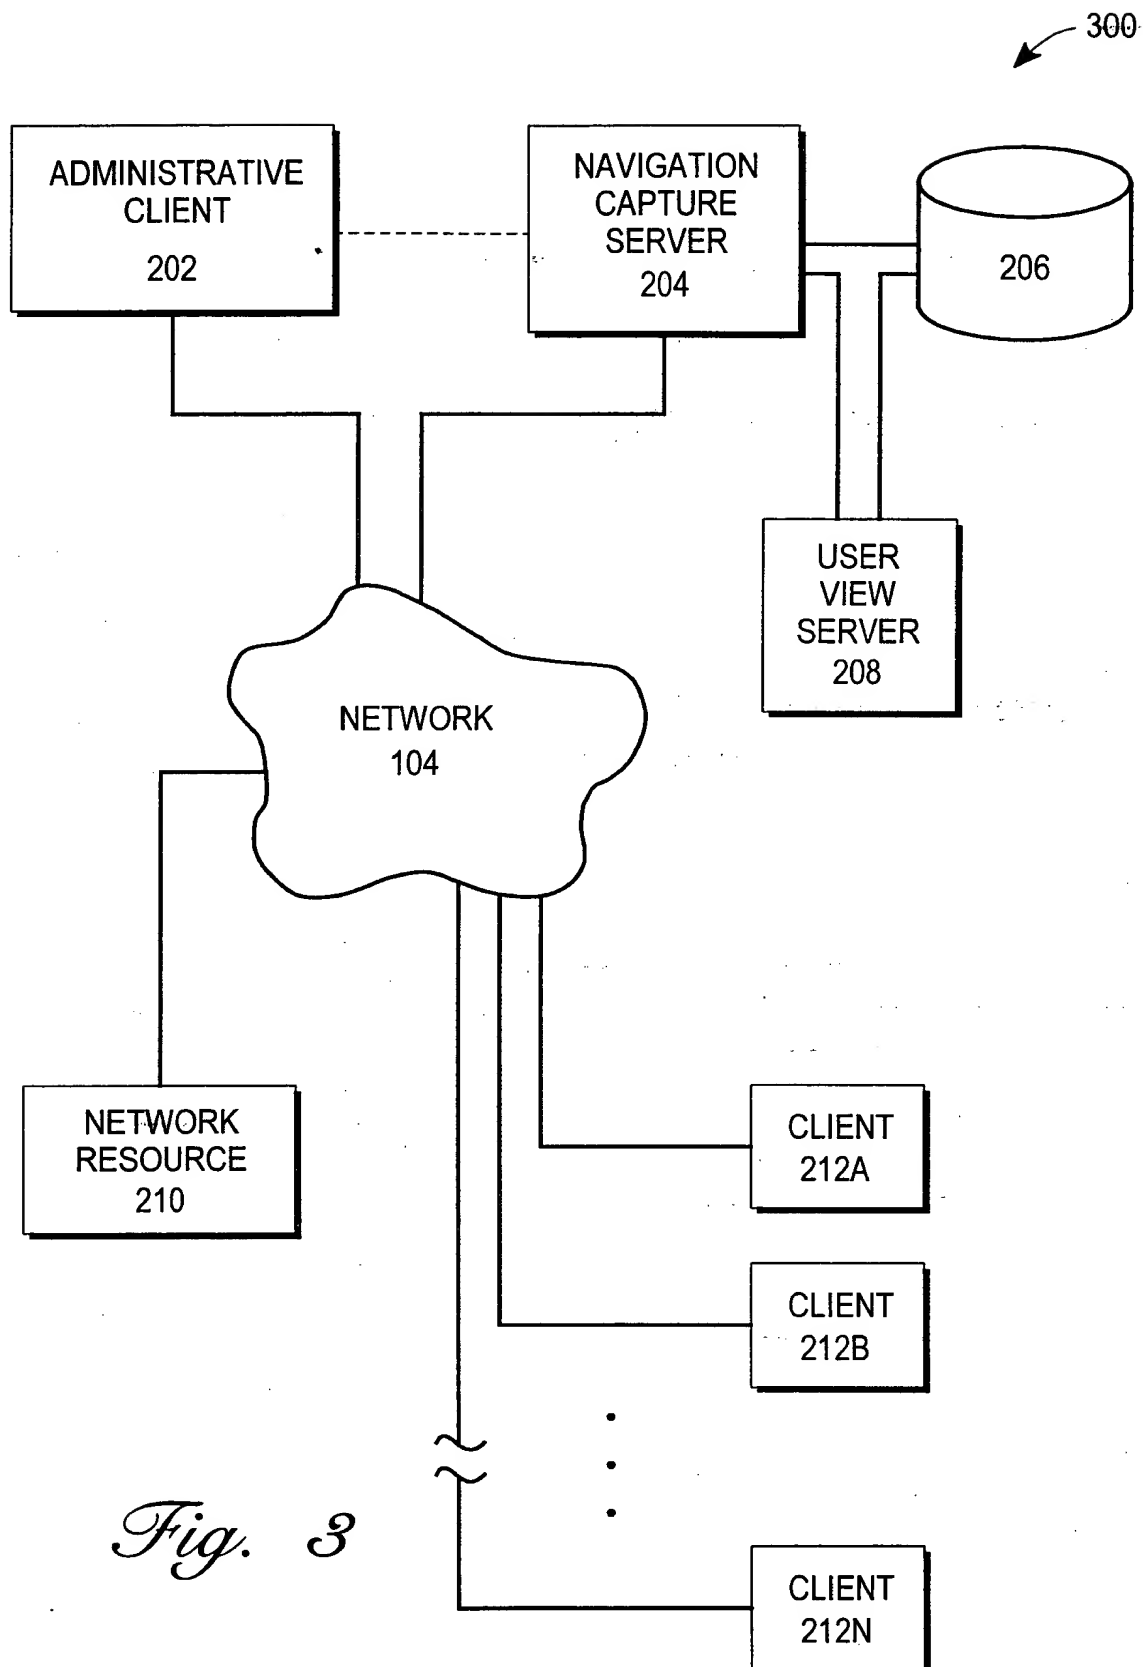 300
ADMINISTRATIVE
CLIENT
202
NAVIGATION
CAPTURE
SERVER
204
206
USER
VIEW
SERVER
208
NETWORK
104
NETWORK
RESOURCE
210
CLIENT
212A
CLIENT
212B
CLIENT
212N
Fig. 3